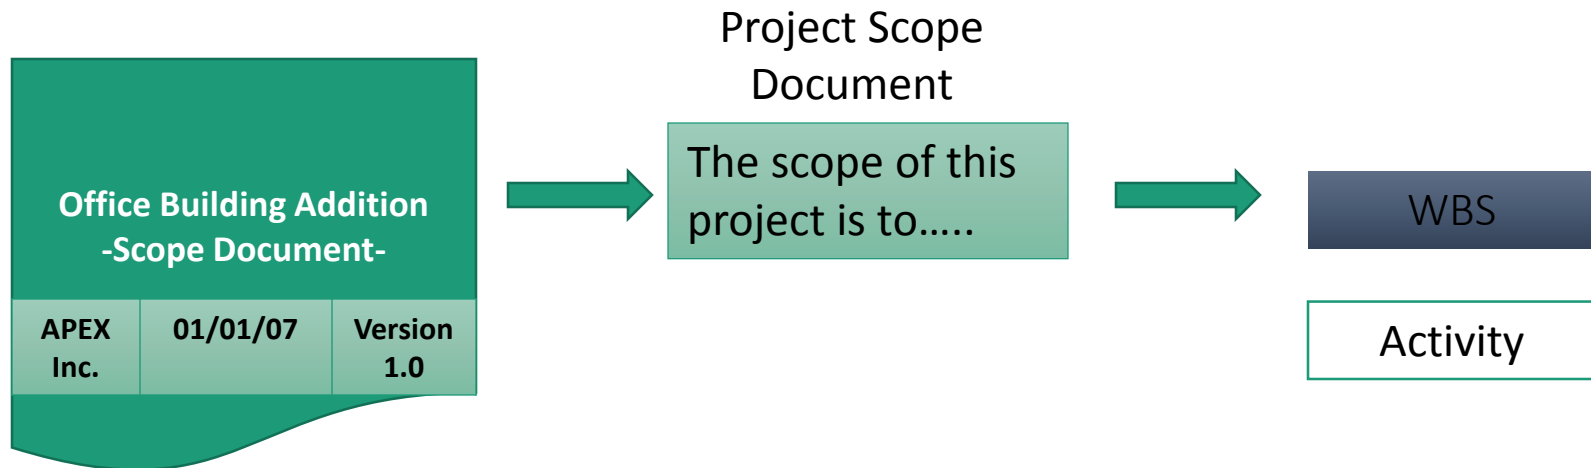 Office Building Addition
-Scope Document-
APEX
Inc.
01/01/07
Version
1.0
Project Scope
Document
The scope of this
project is to.....
WBS
Activity